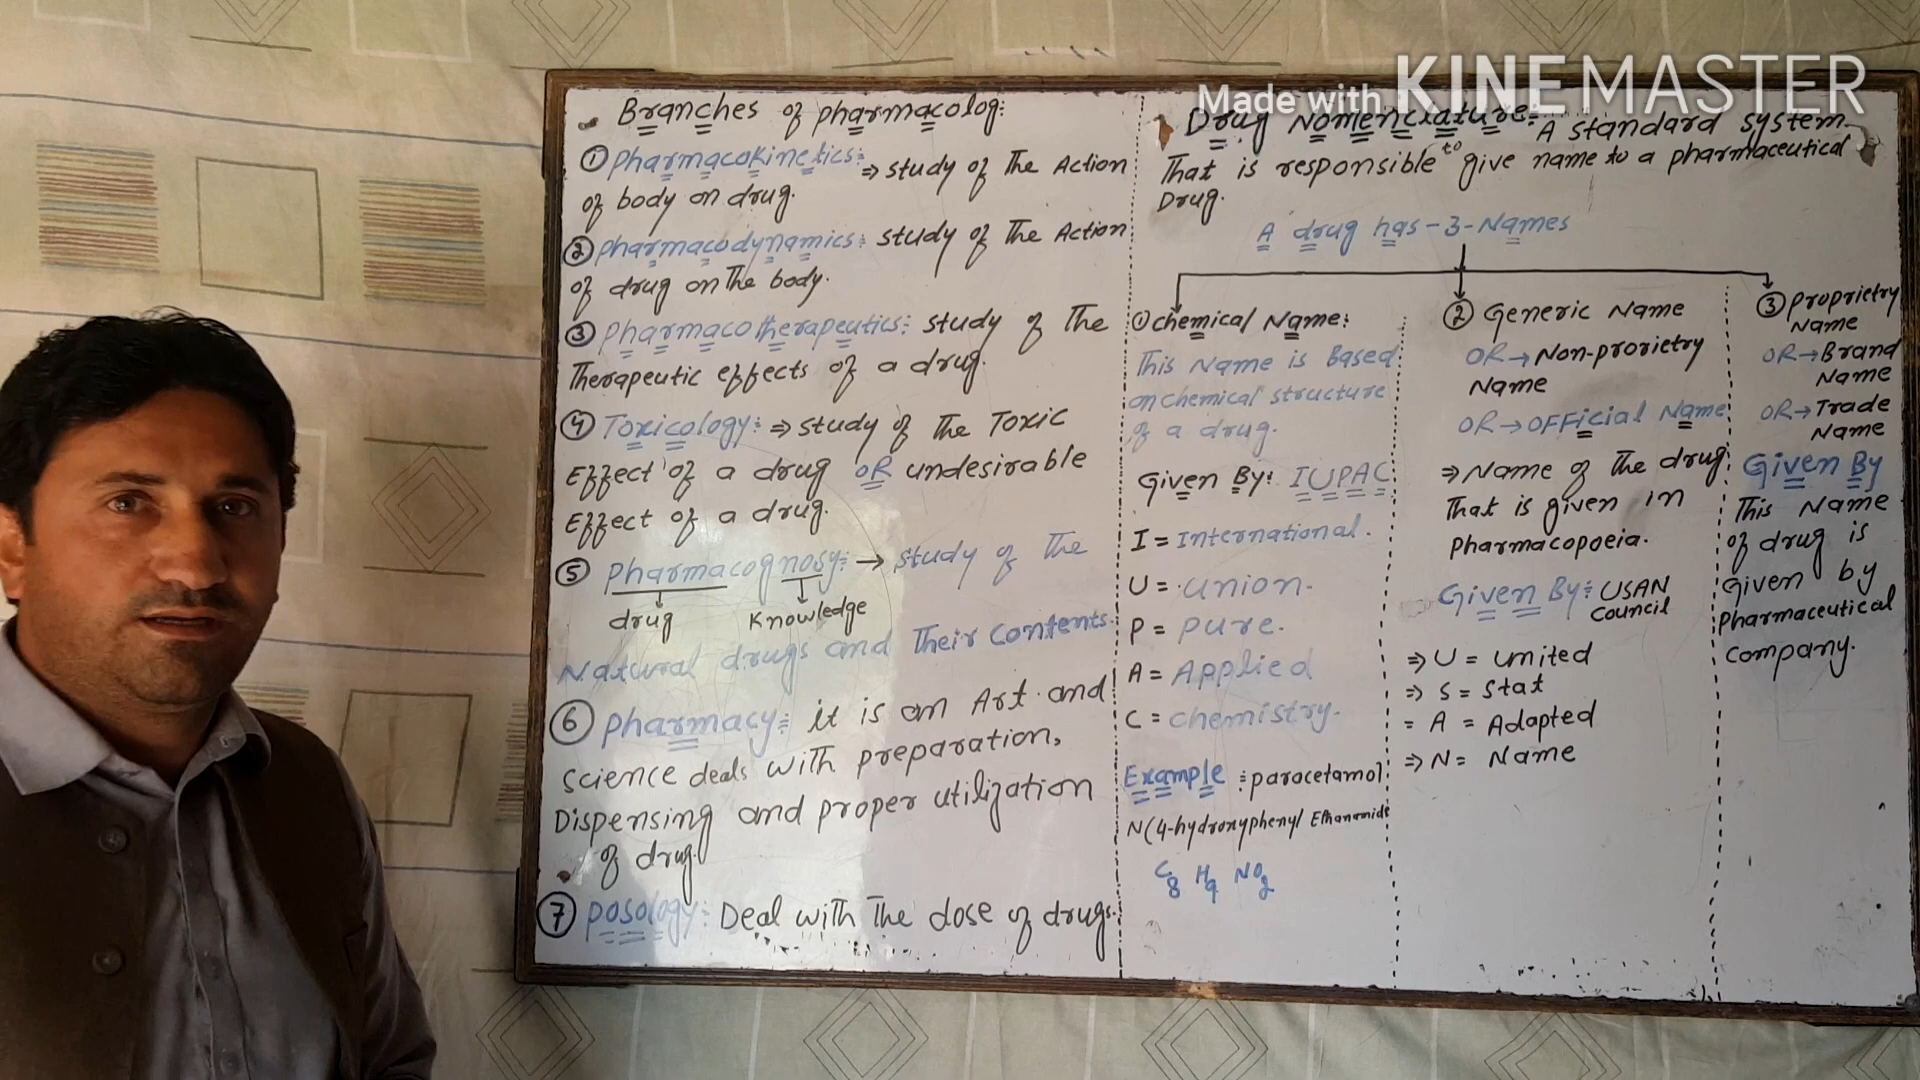 Made with KINEMASTER
Branches of pharmacolog:
① Pharmacokinetics: ⇒ study of The Action
of body on drug.
② Pharmacodynamics: study of The Action
of drug on The body.
③ Pharmacotherapeutics: study of The
Therapeutic effects of a drug.
④ Toxicology: ⇒ study of the Toxic
Effect of a drug OR undesirable
Effect of a drug.
⑤ Pharmacognosy: → study of The
drug Knowledge
Natural drugs and Their Contents.
⑥ Pharmacy: it is an Art and
science deals with preparation,
Dispensing and proper utilization
of drug
⑦ Posology: Deal with The dose of drugs.
Drug Nomenclature: A standard system
That is responsible to give name to a pharmaceutical
Drug.
A drug has -3- Names
① chemical Name:
This Name is Based
on chemical structure
of a drug.
Given By: IUPAC
I = International.
U = union.
P = Pure.
A = Applied
C = chemistry.
Example: paracetamol
N(4-hydroxyphenyl Ethanamide
C8 H9 NO2
② Generic Name
OR → Non-prorietry
Name
OR → OFFicial Name
⇒ Name of the drug
That is given in
Pharmacopoeia.
Given By: USAN
Council
⇒ U = United
⇒ S = Stat
= A = Adapted
⇒ N = Name
③ Proprietry
Name
OR → Brand
Name
OR → Trade
Name
Given By
This Name
of drug is
Given by
Pharmaceutical
company.